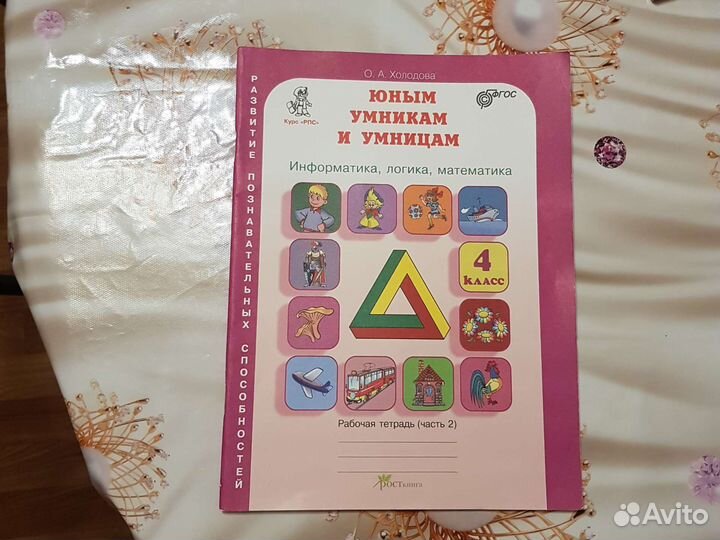 О. А. Холодова
Курс «РПС»
ФГОС
ЮНЫМ
УМНИКАМ
И УМНИЦАМ
Информатика, логика, математика
4
КЛАСС
Рабочая тетрадь (часть 2)
РОСТкнига
РАЗВИТИЕ ПОЗНАВАТЕЛЬНЫХ СПОСОБНОСТЕЙ
Avito